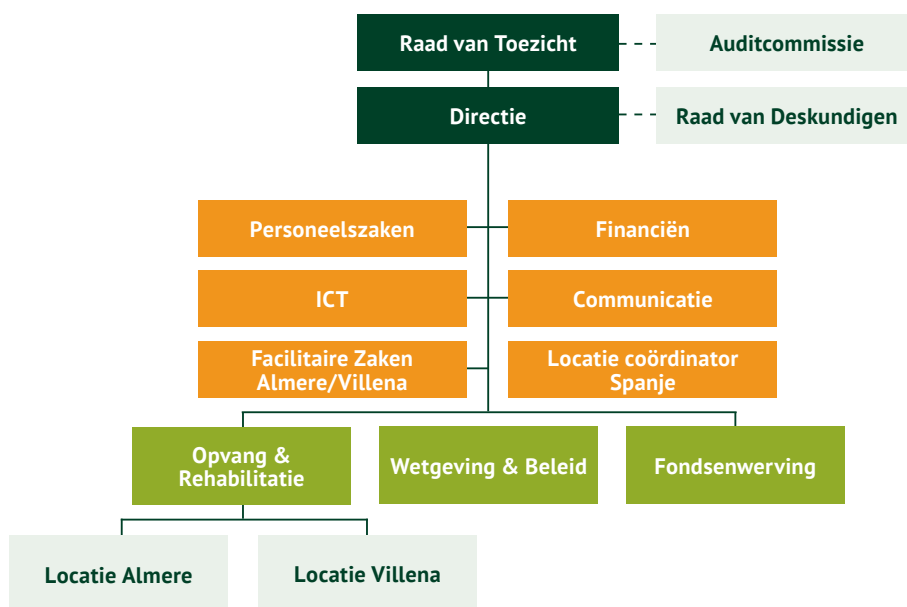 Raad van Toezicht
Auditcommissie
Directie
Raad van Deskundigen
Personeelszaken
Financiën
ICT
Communicatie
Facilitaire Zaken
Almere/Villena
Locatie coördinator
Spanje
Opvang &
Rehabilitatie
Wetgeving & Beleid
Fondsenwerving
Locatie Almere
Locatie Villena